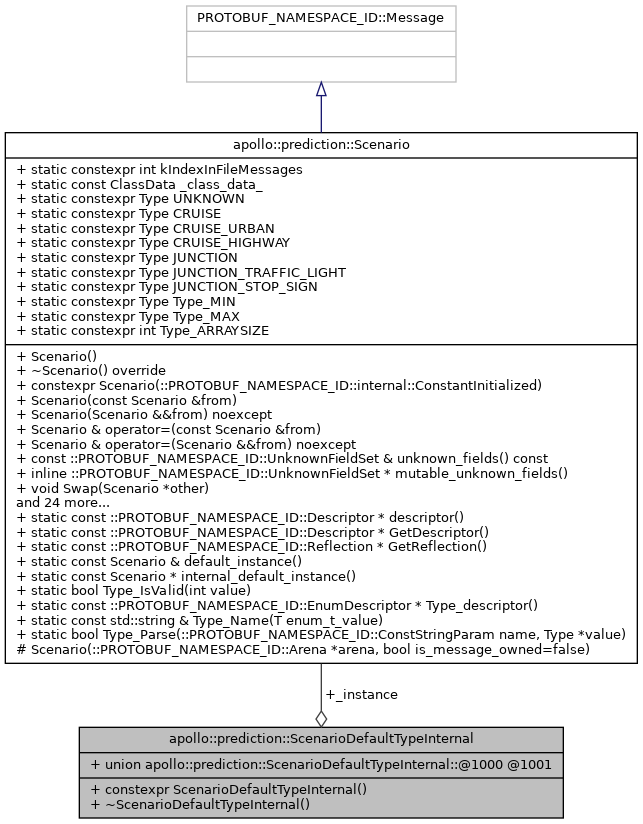 PROTOBUF_NAMESPACE_ID::Message
apollo::prediction::Scenario
+ static constexpr int kIndexInFileMessages
+ static const ClassData _class_data_
+ static constexpr Type UNKNOWN
+ static constexpr Type CRUISE
+ static constexpr Type CRUISE_URBAN
+ static constexpr Type CRUISE_HIGHWAY
+ static constexpr Type JUNCTION
+ static constexpr Type JUNCTION_TRAFFIC_LIGHT
+ static constexpr Type JUNCTION_STOP_SIGN
+ static constexpr Type Type_MIN
+ static constexpr Type Type_MAX
+ static constexpr int Type_ARRAYSIZE
+ Scenario()
+ ~Scenario() override
+ constexpr Scenario(::PROTOBUF_NAMESPACE_ID::internal::ConstantInitialized)
+ Scenario(const Scenario &from)
+ Scenario(Scenario &&from) noexcept
+ Scenario & operator=(const Scenario &from)
+ Scenario & operator=(Scenario &&from) noexcept
+ const ::PROTOBUF_NAMESPACE_ID::UnknownFieldSet & unknown_fields() const
+ inline ::PROTOBUF_NAMESPACE_ID::UnknownFieldSet * mutable_unknown_fields()
+ void Swap(Scenario *other)
and 24 more...
+ static const ::PROTOBUF_NAMESPACE_ID::Descriptor * descriptor()
+ static const ::PROTOBUF_NAMESPACE_ID::Descriptor * GetDescriptor()
+ static const ::PROTOBUF_NAMESPACE_ID::Reflection * GetReflection()
+ static const Scenario & default_instance()
+ static const Scenario * internal_default_instance()
+ static bool Type_IsValid(int value)
+ static const ::PROTOBUF_NAMESPACE_ID::EnumDescriptor * Type_descriptor()
+ static const std::string & Type_Name(T enum_t_value)
+ static bool Type_Parse(::PROTOBUF_NAMESPACE_ID::ConstStringParam name, Type *value)
# Scenario(::PROTOBUF_NAMESPACE_ID::Arena *arena, bool is_message_owned=false)
+_instance
apollo::prediction::ScenarioDefaultTypeInternal
+ union apollo::prediction::ScenarioDefaultTypeInternal::@1000 @1001
+ constexpr ScenarioDefaultTypeInternal()
+ ~ScenarioDefaultTypeInternal()